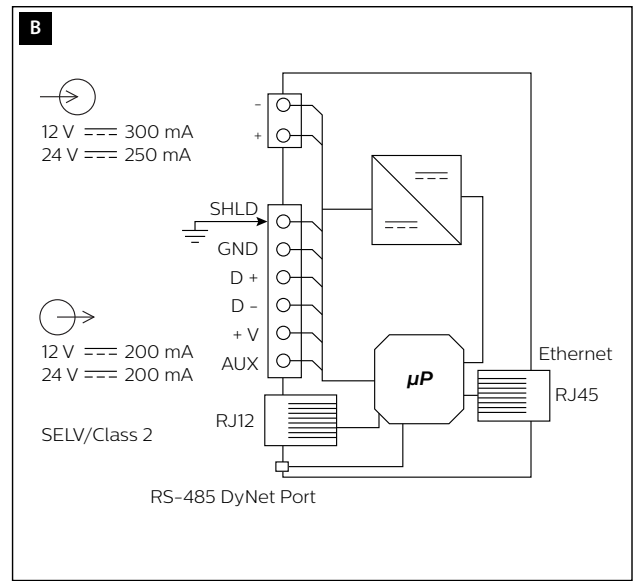 B
12 V ⎓ 300 mA
24 V ⎓ 250 mA
-
+
SHLD
GND
D +
D -
+ V
AUX
12 V ⎓ 200 mA
24 V ⎓ 200 mA
SELV/Class 2
µP
Ethernet
RJ45
RJ12
RS-485 DyNet Port